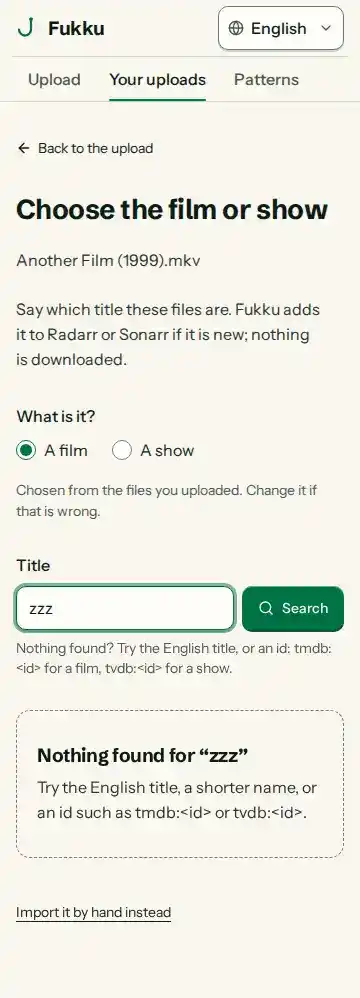 Fukku
English
Upload
Your uploads
Patterns
Back to the upload
Choose the film or show
Another Film (1999).mkv
Say which title these files are. Fukku adds
it to Radarr or Sonarr if it is new; nothing
is downloaded.
What is it?
A film
A show
Chosen from the files you uploaded. Change it if
that is wrong.
Title
zzz
Search
Nothing found? Try the English title, or an id: tmdb:
<id> for a film, tvdb:<id> for a show.
Nothing found for “zzz”
Try the English title, a shorter name, or
an id such as tmdb:<id> or tvdb:<id>.
Import it by hand instead